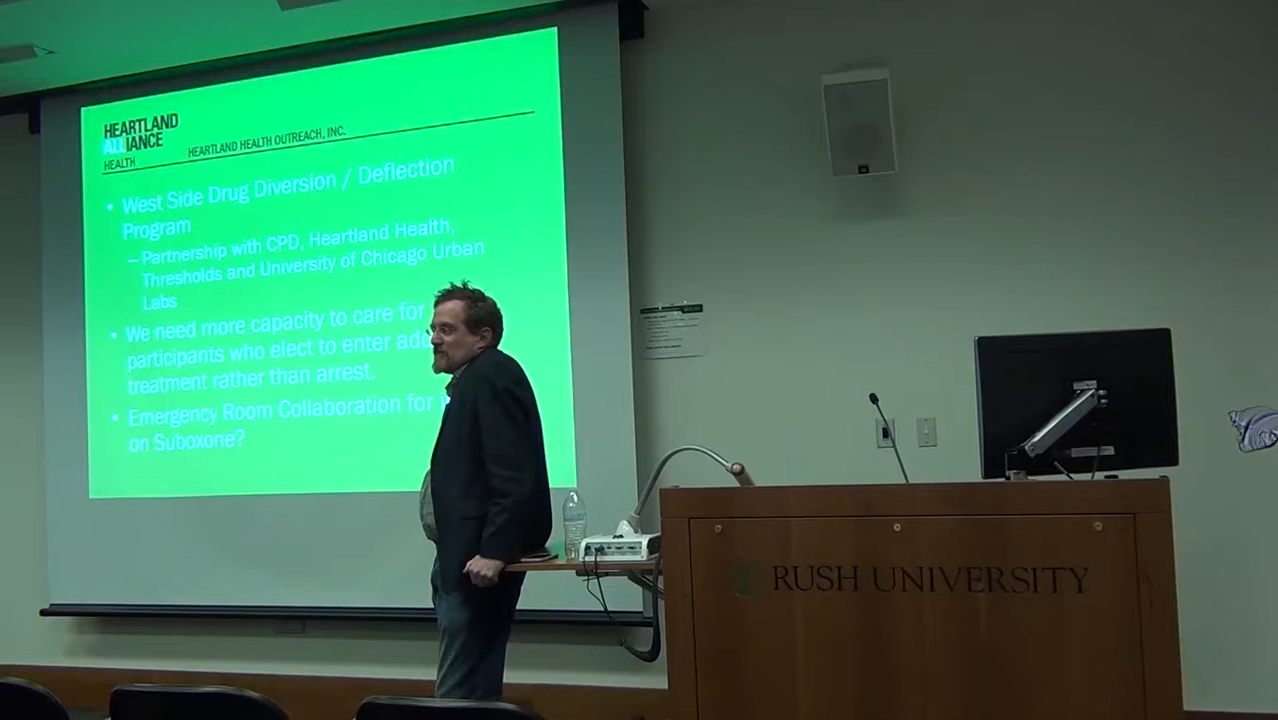 HEARTLAND
ALLIANCE
HEALTH
HEARTLAND HEALTH OUTREACH, INC.
• West Side Drug Diversion / Deflection
Program
– Partnership with CPD, Heartland Health,
Thresholds and University of Chicago Urban
Labs
• We need more capacity to care for
participants who elect to enter
treatment rather than arrest.
• Emergency Room Collaboration for
on Suboxone?
RUSH UNIVERSITY